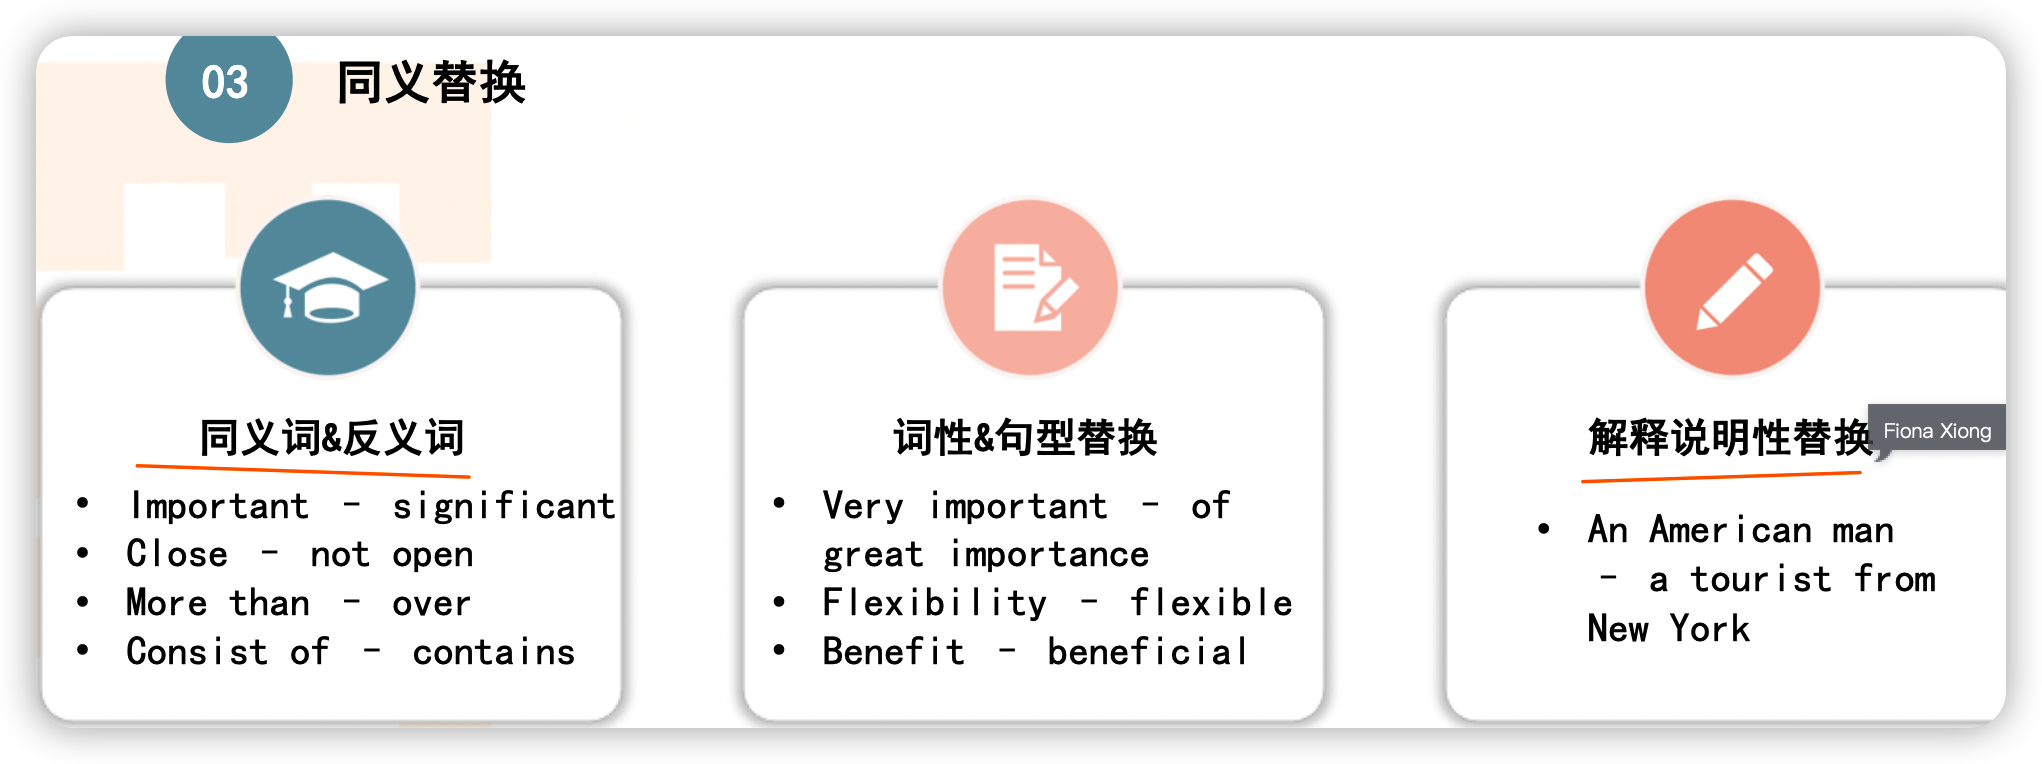 03
同义替换
同义词&反义词
• Important – significant
• Close – not open
• More than – over
• Consist of – contains
词性&句型替换
• Very important – of
great importance
• Flexibility – flexible
• Benefit – beneficial
解释说明性替换
Fiona Xiong
• An American man
– a tourist from
New York